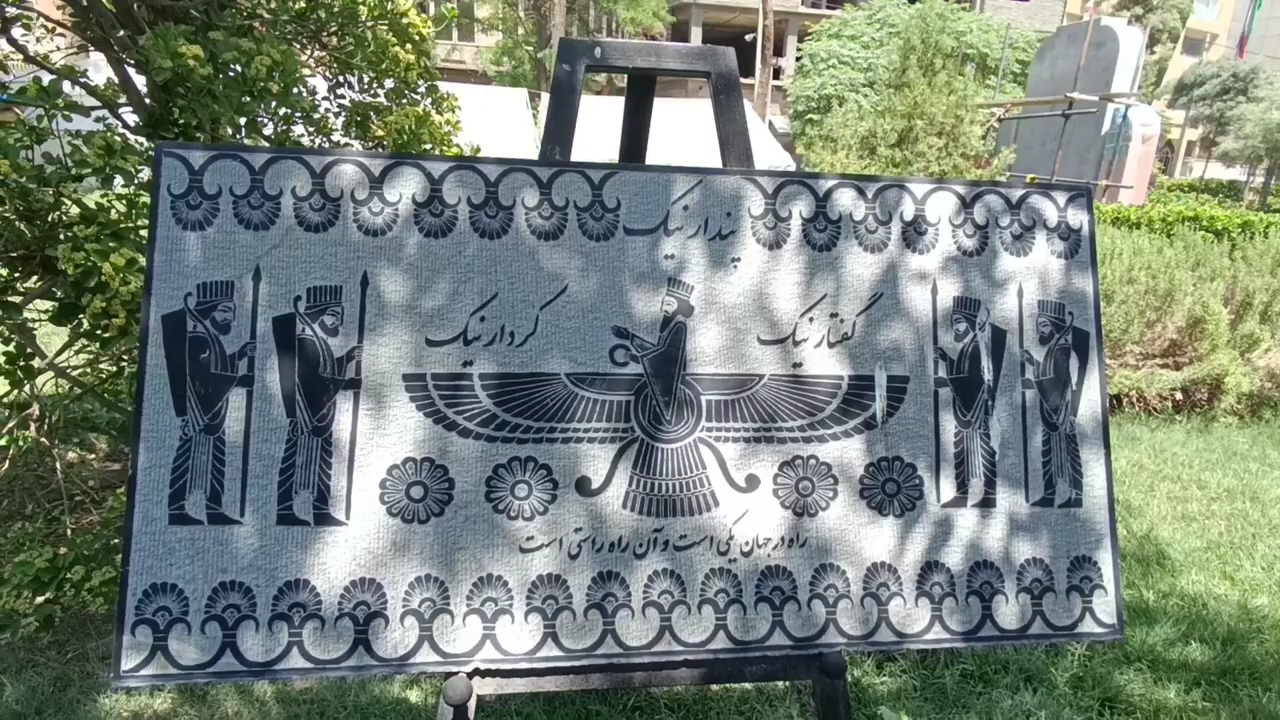 پندار نیک
گفتار نیک
کردار نیک
راه در جهان یکی است و آن راه راستی است